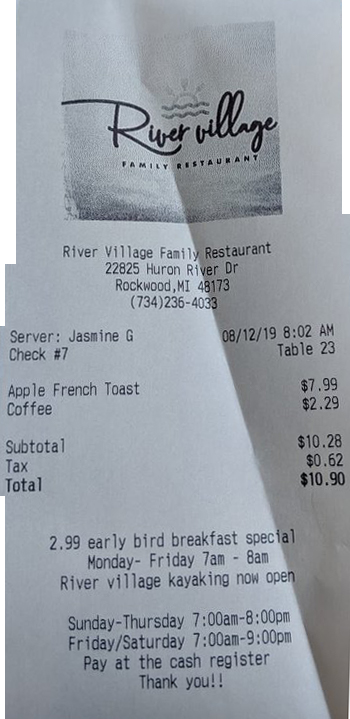 River village
FAMILY RESTAURANT
River Village Family Restaurant
22825 Huron River Dr
Rockwood,MI 48173
(734)236-4033
Server: Jasmine G 08/12/19 8:02 AM
Check #7 Table 23
Apple French Toast $7.99
Coffee $2.29
Subtotal $10.28
Tax $0.62
Total $10.90
2.99 early bird breakfast special
Monday- Friday 7am - 8am
River village kayaking now open
Sunday-Thursday 7:00am-8:00pm
Friday/Saturday 7:00am-9:00pm
Pay at the cash register
Thank you!!